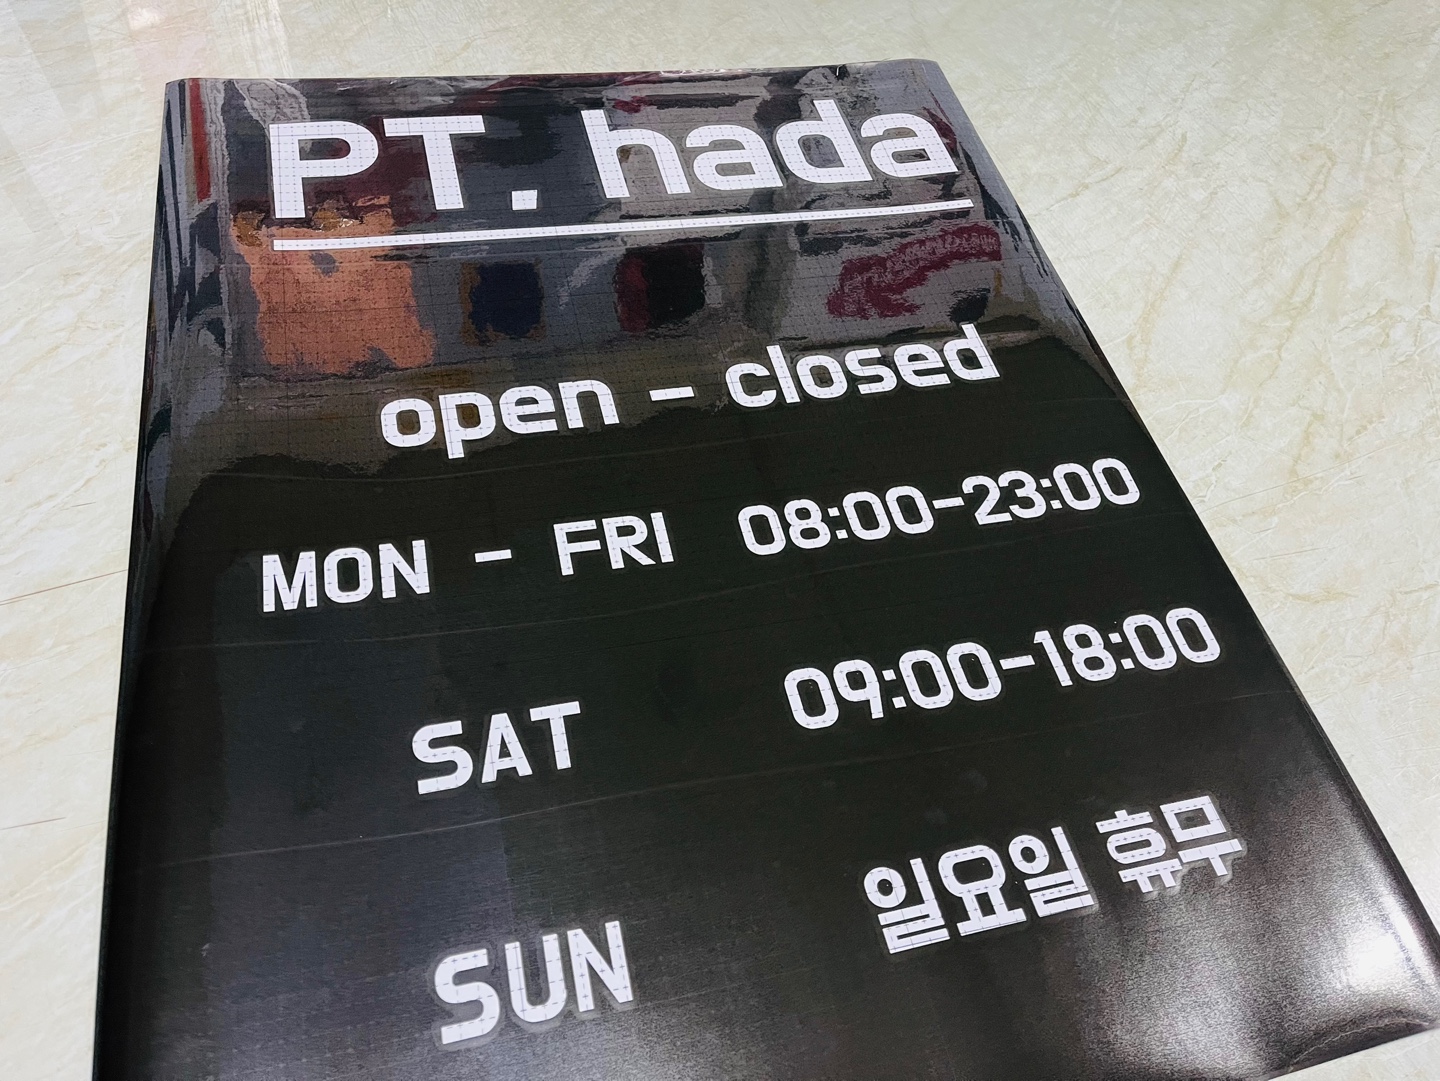 PT. hada
open - closed
MON - FRI 08:00-23:00
SAT 09:00-18:00
SUN 일요일 휴무